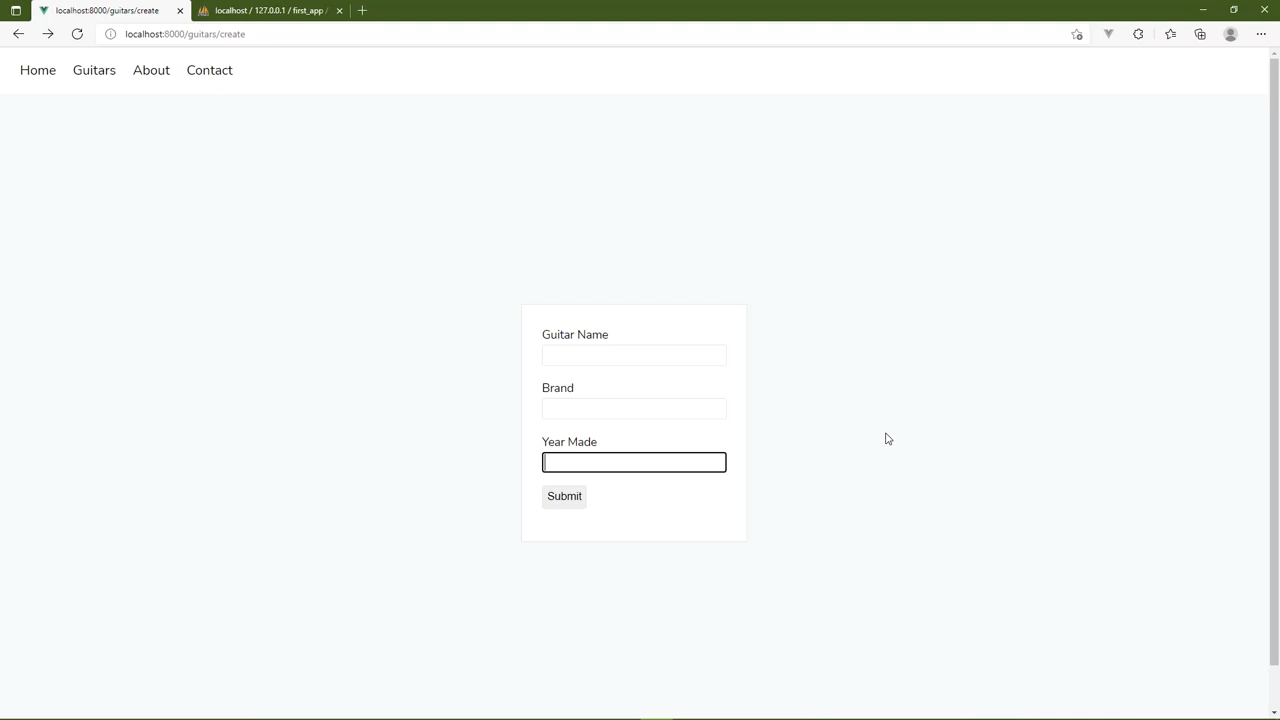 localhost:8000/guitars/create
localhost / 127.0.0.1 / first_app /
localhost:8000/guitars/create
Home Guitars About Contact
Guitar Name
Brand
Year Made
Submit